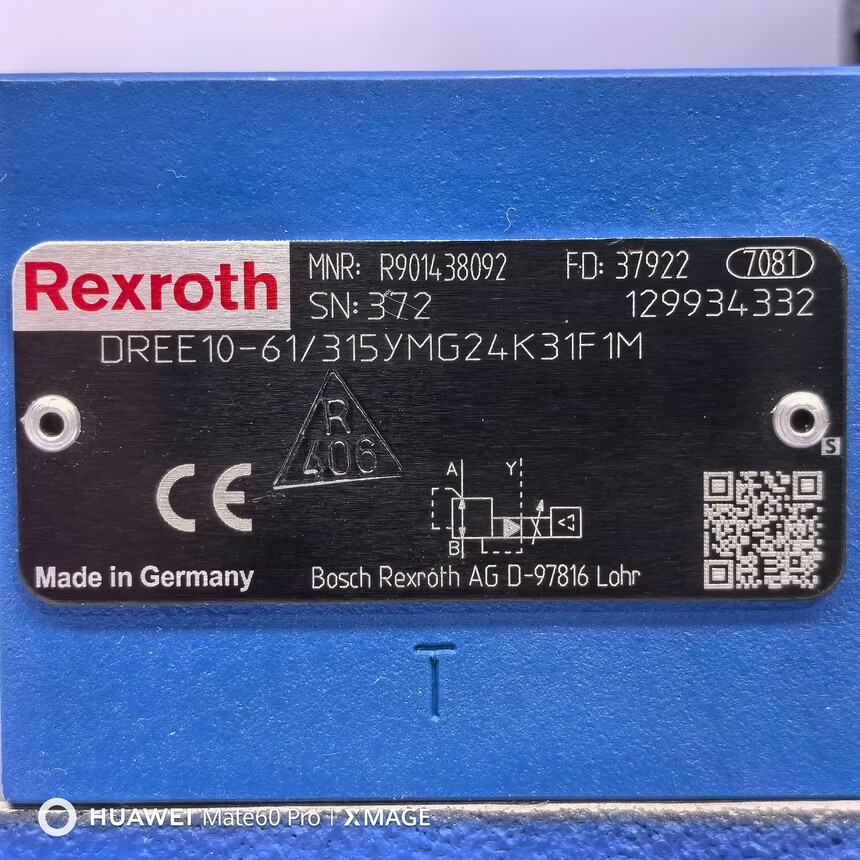 Rexroth
MNR: R901438092 FD: 37922 7081
SN: 372 129934332
DREE10-61/315YMG24K31F1M
R
406
CE
A Y
B
S
Made in Germany
Bosch Rexroth AG D-97816 Lohr
T
HUAWEI Mate60 Pro | XMAGE